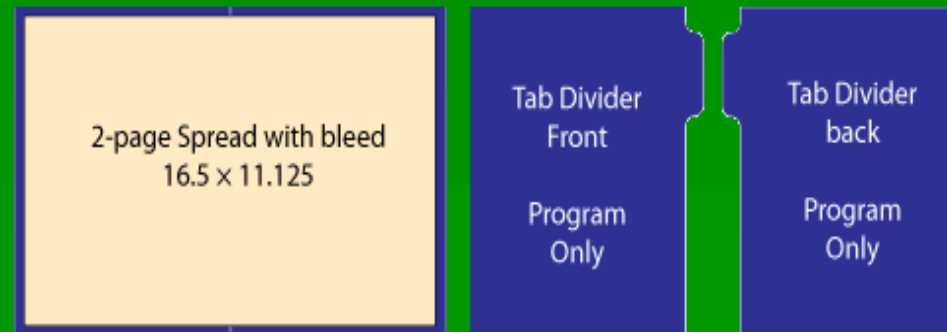 2-page Spread with bleed
16.5 × 11.125
Tab Divider
Front
Program
Only
Tab Divider
back
Program
Only